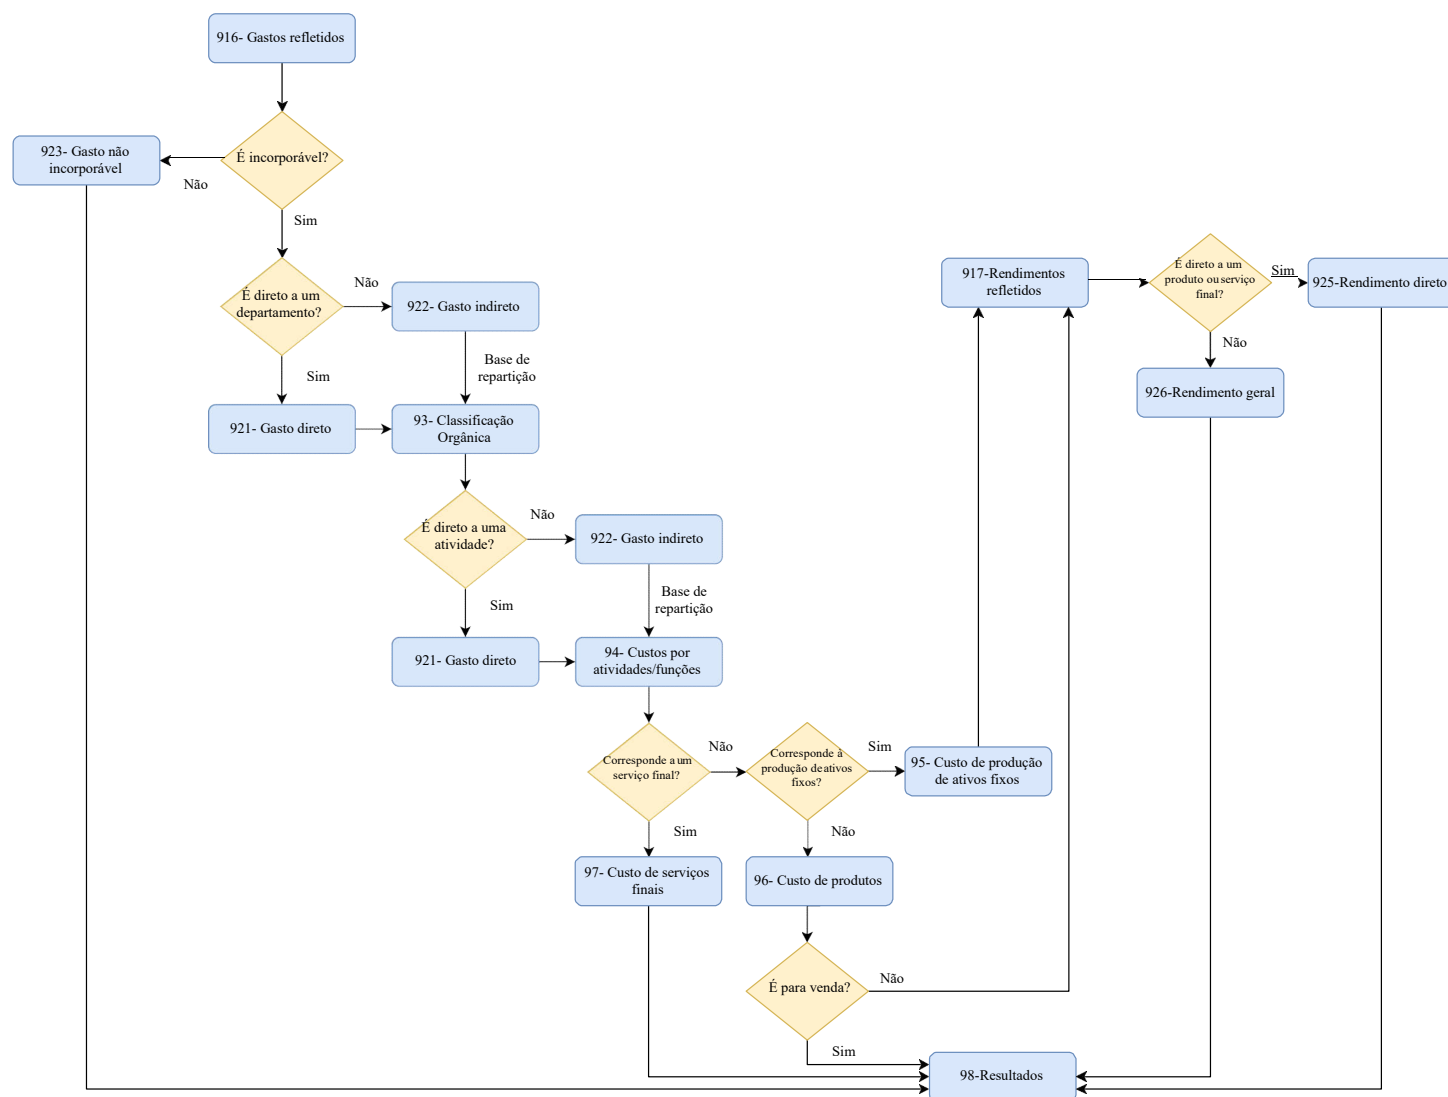 916- Gastos refletidos
É incorporável?
923- Gasto não
incorporável
Não
Sim
É direto a um
departamento?
Não
922- Gasto indireto
Base de
repartição
Sim
921- Gasto direto
93- Classificação
Orgânica
É direto a uma
atividade?
Não
922- Gasto indireto
Base de
repartição
Sim
921- Gasto direto
94- Custos por
atividades/funções
Corresponde a um
serviço final?
Não
Corresponde à
produção de ativos
fixos?
Sim
95- Custo de produção
de ativos fixos
Sim
97- Custo de serviços
finais
Não
96- Custo de produtos
É para venda?
Não
Sim
917-Rendimentos
refletidos
É direto a um
produto ou serviço
final?
Sim
925-Rendimento direto
Não
926-Rendimento geral
98-Resultados